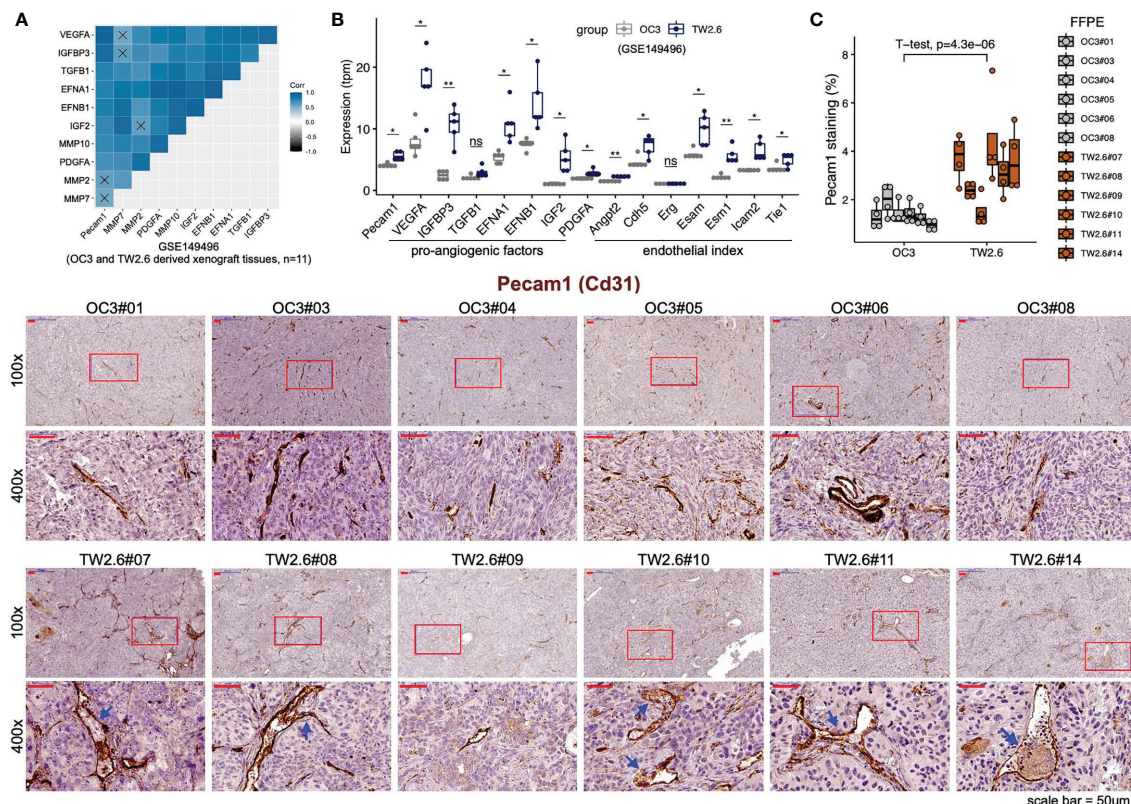 A
VEGFA
IGFBP3
TGFB1
EFNA1
EFNB1
IGF2
MMP10
PDGFA
MMP2
MMP7
Corr
1.0
0.5
0.0
-0.5
-1.0
Pecam1
MMP7
MMP2
PDGFA
MMP10
IGF2
EFNB1
EFNA1
TGFB1
IGFBP3
GSE149496
(OC3 and TW2.6 derived xenograft tissues, n=11)
B
group OC3 TW2.6
(GSE149496)
Expression (tpm)
30
20
10
0
* * ** ns * * * * ** * ns * ** * *
Pecam1
VEGFA
IGFBP3
TGFB1
EFNA1
EFNB1
IGF2
PDGFA
Angpt2
Cdh5
Erg
Esam
Esm1
Icam2
Tie1
pro-angiogenic factors
endothelial index
C
T-test, p=4.3e-06
Pecam1 staining (%)
8
6
4
2
OC3
TW2.6
FFPE
OC3#01
OC3#03
OC3#04
OC3#05
OC3#06
OC3#08
TW2.6#07
TW2.6#08
TW2.6#09
TW2.6#10
TW2.6#11
TW2.6#14
Pecam1 (Cd31)
OC3#01 OC3#03 OC3#04 OC3#05 OC3#06 OC3#08
100x
400x
TW2.6#07 TW2.6#08 TW2.6#09 TW2.6#10 TW2.6#11 TW2.6#14
100x
400x
scale bar = 50um